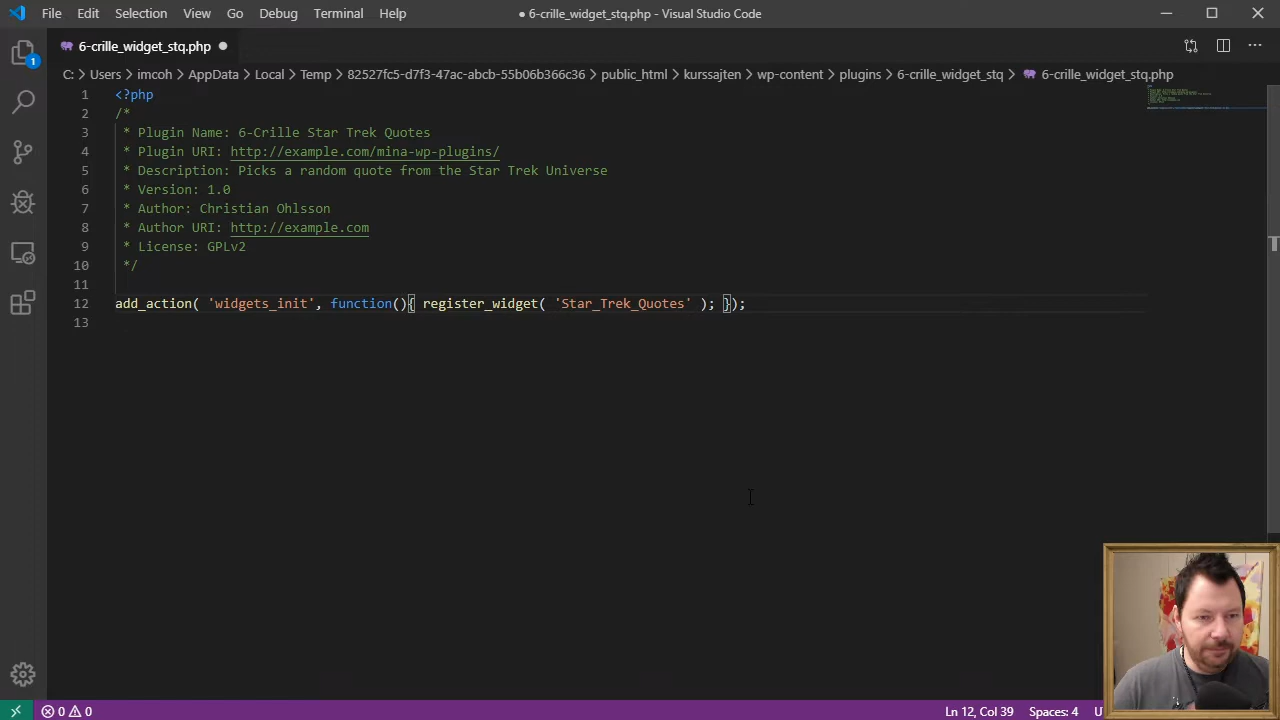 File Edit Selection View Go Debug Terminal Help ● 6-crille_widget_stq.php - Visual Studio Code
6-crille_widget_stq.php ●
C: > Users > imcoh > AppData > Local > Temp > 82527fc5-d7f3-47ac-abcb-55b06b366c36 > public_html > kurssajten > wp-content > plugins > 6-crille_widget_stq > 6-crille_widget_stq.php
1 <?php
2 /*
3 * Plugin Name: 6-Crille Star Trek Quotes
4 * Plugin URI: http://example.com/mina-wp-plugins/
5 * Description: Picks a random quote from the Star Trek Universe
6 * Version: 1.0
7 * Author: Christian Ohlsson
8 * Author URI: http://example.com
9 * License: GPLv2
10 */
11
12 add_action( 'widgets_init', function(){ register_widget( 'Star_Trek_Quotes' ); });
13
1
0 0 Ln 12, Col 39 Spaces: 4 U